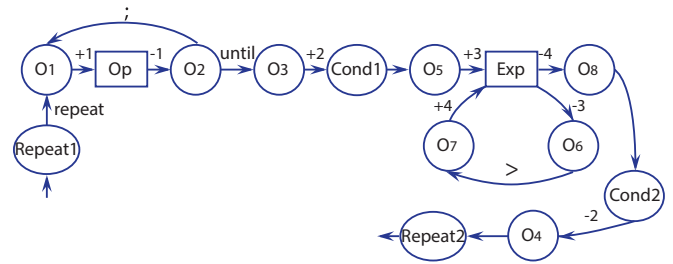 ;
O1 +1 Op -1 O2 until O3 +2 Cond1 O5 +3 Exp -4 O8
repeat
+4 -3
Repeat1 O7 O6
>
Cond2
-2
Repeat2 O4